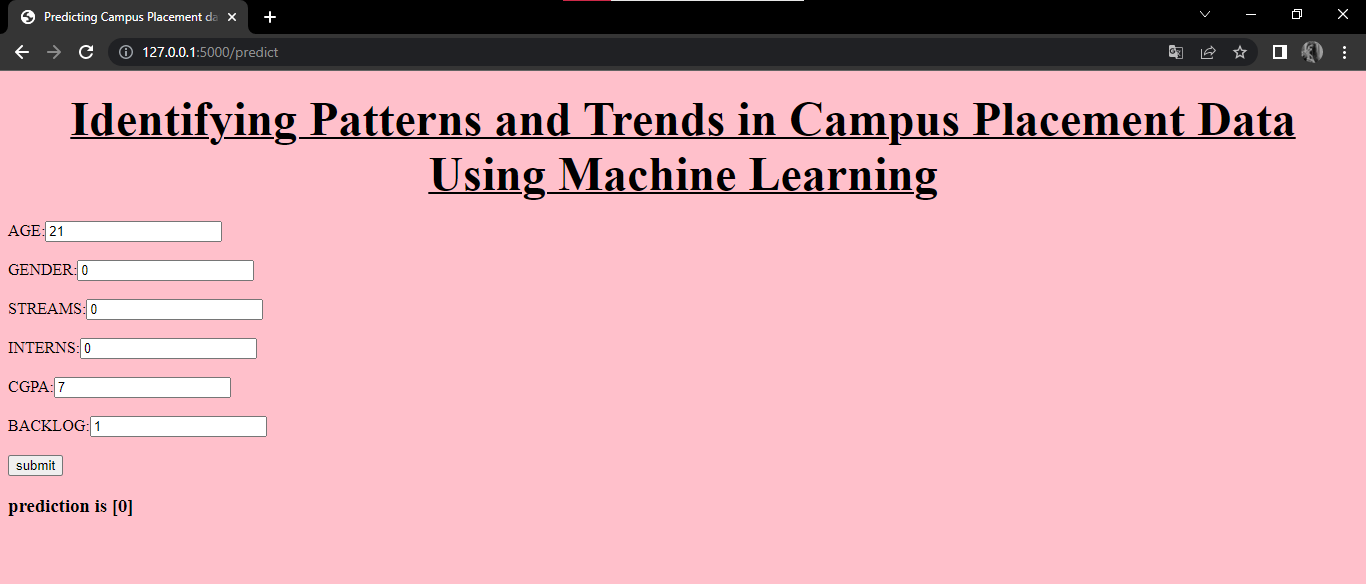 Predicting Campus Placement da
127.0.0.1:5000/predict
Identifying Patterns and Trends in Campus Placement Data
Using Machine Learning
AGE:21
GENDER:0
STREAMS:0
INTERNS:0
CGPA:7
BACKLOG:1
submit
prediction is [0]